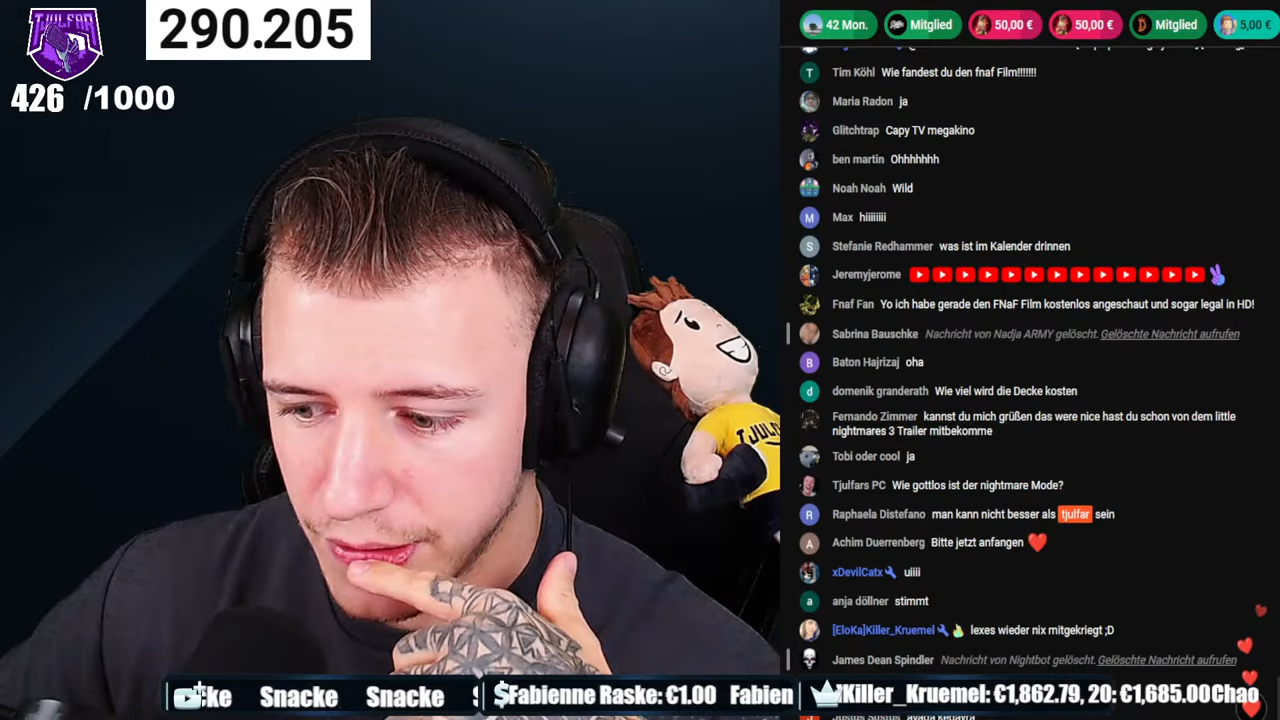 TJULFAR
290.205
426 /1000
42 Mon.
Mitglied
50,00 €
50,00 €
Mitglied
5,00 €
Tim Köhl Wie fandest du den fnaf Film!!!!!!!
Maria Radon ja
Glitchtrap Capy TV megakino
ben martin Ohhhhhhh
Noah Noah Wild
Max hiiiiiiii
Stefanie Redhammer was ist im Kalender drinnen
Jeremyjerome
Fnaf Fan Yo ich habe gerade den FNaF Film kostenlos angeschaut und sogar legal in HD!
Sabrina Bauschke Nachricht von Nadja ARMY gelöscht. Gelöschte Nachricht aufrufen
Baton Hajrizaj oha
domenik granderath Wie viel wird die Decke kosten
Fernando Zimmer kannst du mich grüßen das were nice hast du schon von dem little
nightmares 3 Trailer mitbekomme
Tobi oder cool ja
Tjulfars PC Wie gottlos ist der nightmare Mode?
Raphaela Distefano man kann nicht besser als tjulfar sein
Achim Duerrenberg Bitte jetzt anfangen ❤️
xDevilCatx uiiii
anja döllner stimmt
[EloKa]Killer_Kruemel lexes wieder nix mitgekriegt ;D
James Dean Spindler Nachricht von Nightbot gelöscht. Gelöschte Nachricht aufrufen
cke Snacke Snacke
Fabienne Raske: €1.00 Fabien
Killer_Kruemel: €1,862.79, 20: €1,685.00Chao